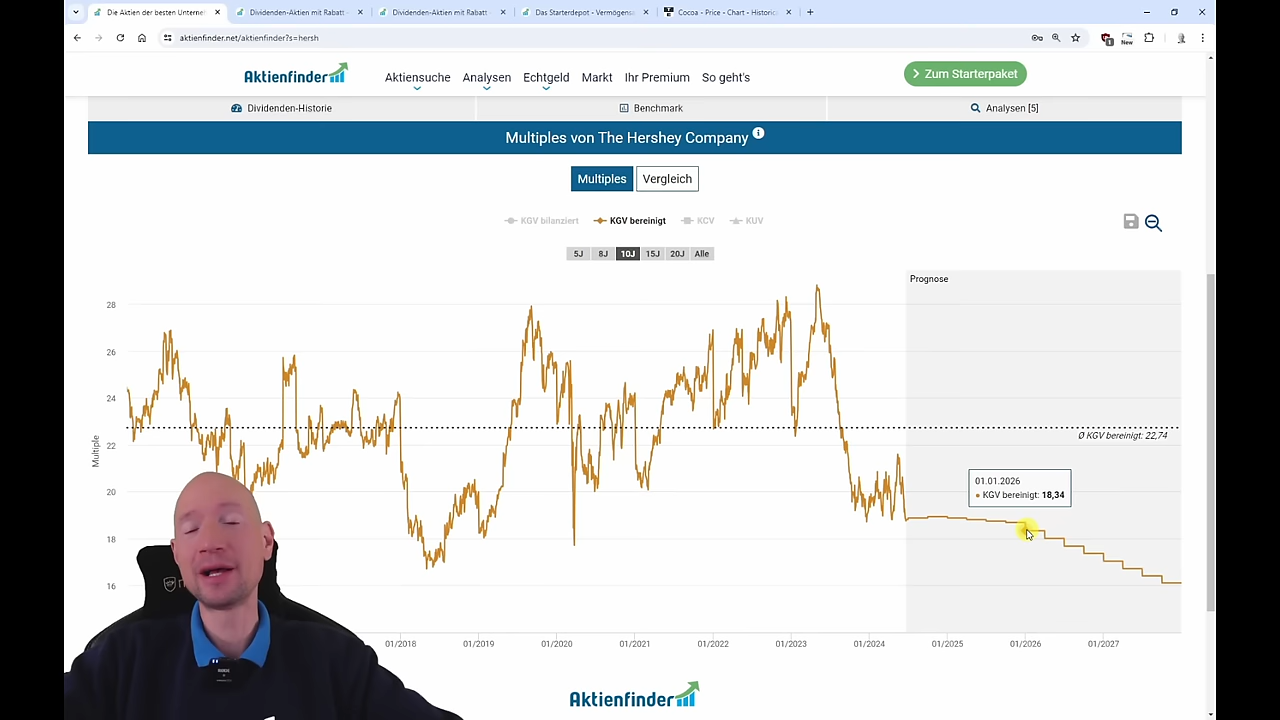 Die Aktien der besten Unterne
Dividenden-Aktien mit Rabatt
Dividenden-Aktien mit Rabatt
Das Starterdepot - Vermögens
Cocoa - Price - Chart - Historica
aktienfinder.net/aktienfinder?s=hersh
1
New
Aktienfinder
Aktiensuche
Analysen
Echtgeld
Markt
Ihr Premium
So geht's
Zum Starterpaket
Dividenden-Historie
Benchmark
Analysen [5]
Multiples von The Hershey Company
Multiples
Vergleich
KGV bilanziert
KGV bereinigt
KCV
KUV
5J
8J
10J
15J
20J
Alle
Prognose
28
26
24
22
20
18
16
Multiple
Ø KGV bereinigt: 22,74
01.01.2026
KGV bereinigt: 18,34
01/2018
01/2019
01/2020
01/2021
01/2022
01/2023
01/2024
01/2025
01/2026
01/2027
Aktienfinder